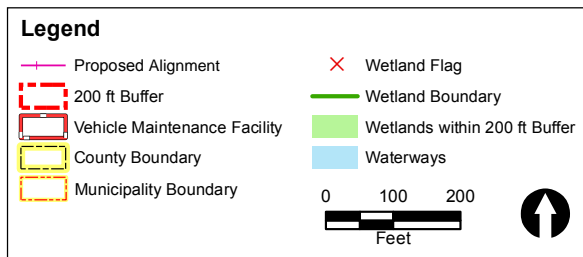 Legend
Proposed Alignment
200 ft Buffer
Vehicle Maintenance Facility
County Boundary
Municipality Boundary
Wetland Flag
Wetland Boundary
Wetlands within 200 ft Buffer
Waterways
0 100 200
Feet